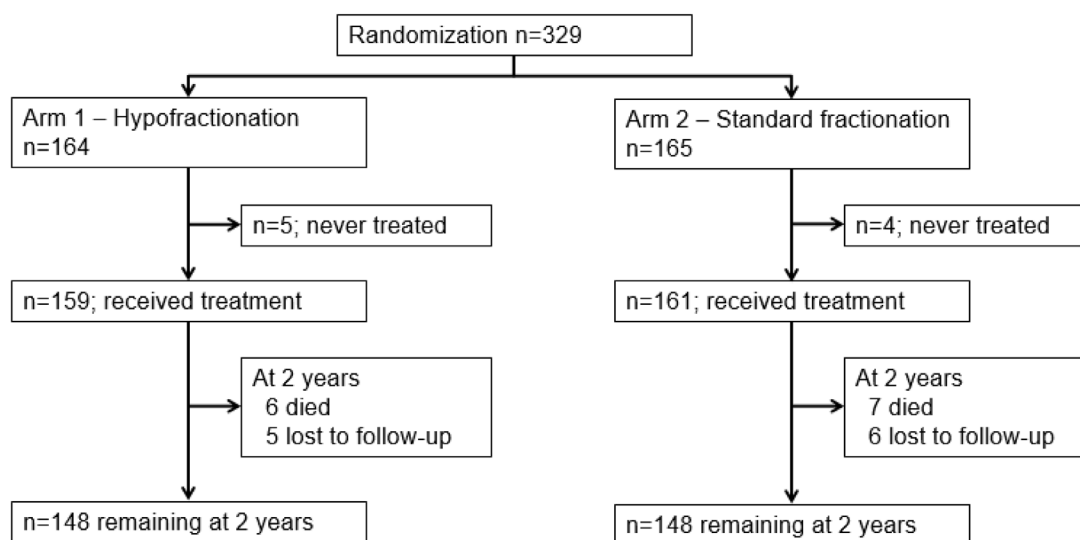 Randomization n=329
Arm 1 – Hypofractionation
n=164
Arm 2 – Standard fractionation
n=165
n=5; never treated
n=4; never treated
n=159; received treatment
n=161; received treatment
At 2 years
6 died
5 lost to follow-up
At 2 years
7 died
6 lost to follow-up
n=148 remaining at 2 years
n=148 remaining at 2 years